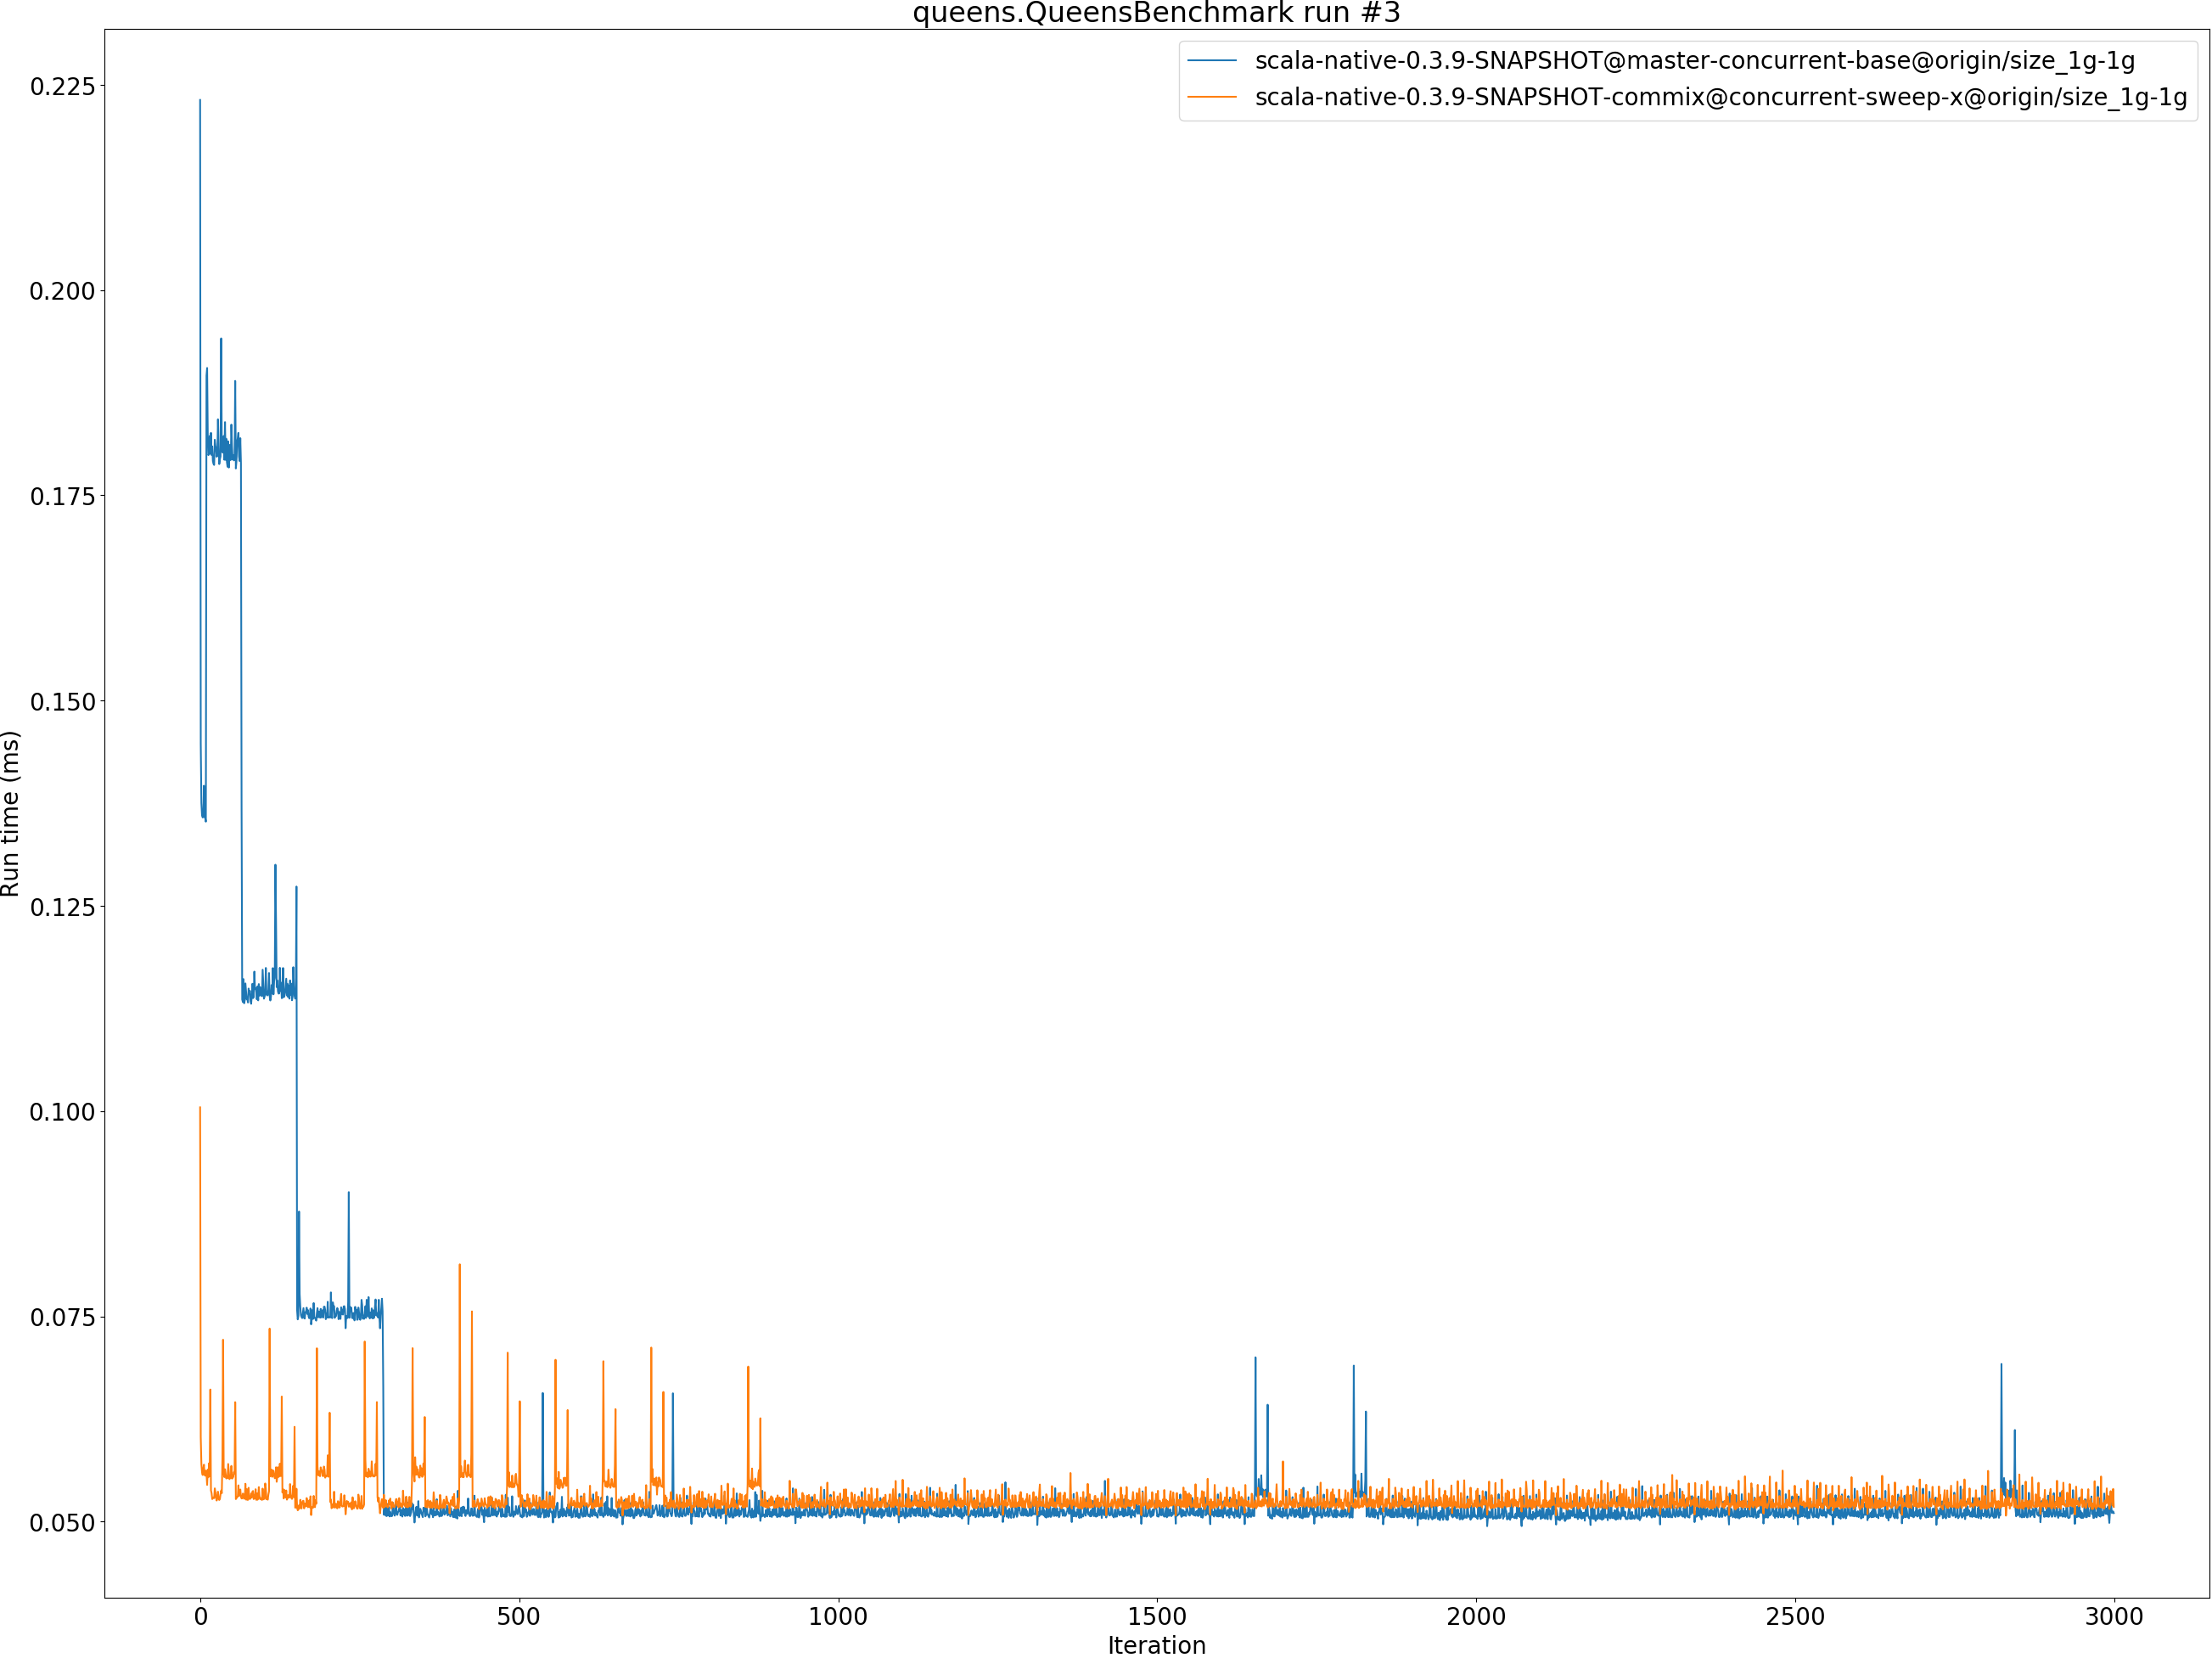 queens.QueensBenchmark run #3
scala-native-0.3.9-SNAPSHOT@master-concurrent-base@origin/size_1g-1g
scala-native-0.3.9-SNAPSHOT-commix@concurrent-sweep-x@origin/size_1g-1g
0.225
0.200
0.175
0.150
0.125
0.100
0.075
0.050
Run time (ms)
0 500 1000 1500 2000 2500 3000
Iteration